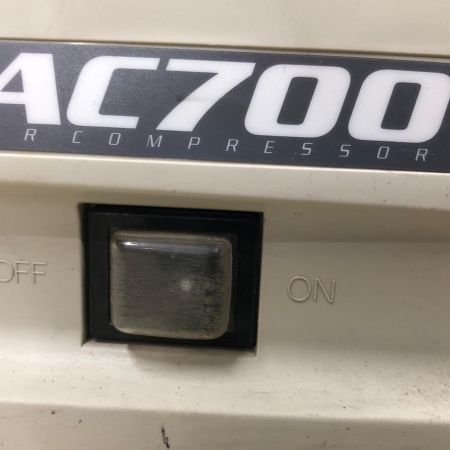 AC700
R COMPRESSOR
OFF
ON